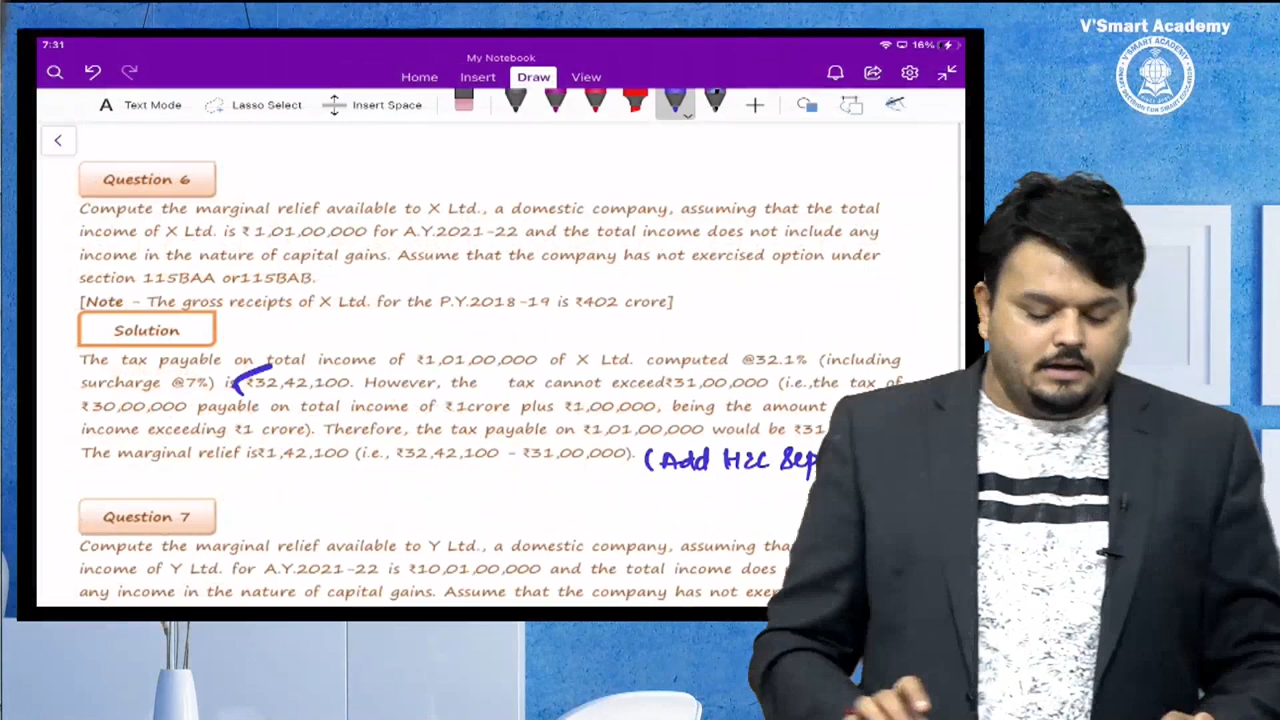 V'Smart Academy
7:31
16%
My Notebook
Home Insert Draw View
Text Mode Lasso Select Insert Space
Question 6
Compute the marginal relief available to X Ltd., a domestic company, assuming that the total
income of X Ltd. is ₹1,01,00,000 for A.Y.2021-22 and the total income does not include any
income in the nature of capital gains. Assume that the company has not exercised option under
section 115BAA or115BAB.
[Note - The gross receipts of X Ltd. for the P.Y.2018-19 is ₹402 crore]
Solution
The tax payable on total income of ₹1,01,00,000 of X Ltd. computed @32.1% (including
surcharge @7%) is ₹32,42,100. However, the tax cannot exceed₹31,00,000 (i.e.,the tax of
₹30,00,000 payable on total income of ₹1crore plus ₹1,00,000, being the amount
income exceeding ₹1 crore). Therefore, the tax payable on ₹1,01,00,000 would be ₹31
The marginal relief is₹1,42,100 (i.e., ₹32,42,100 - ₹31,00,000). (Add HEC Sep
Question 7
Compute the marginal relief available to Y Ltd., a domestic company, assuming tha
income of Y Ltd. for A.Y.2021-22 is ₹10,01,00,000 and the total income does
any income in the nature of capital gains. Assume that the company has not exer